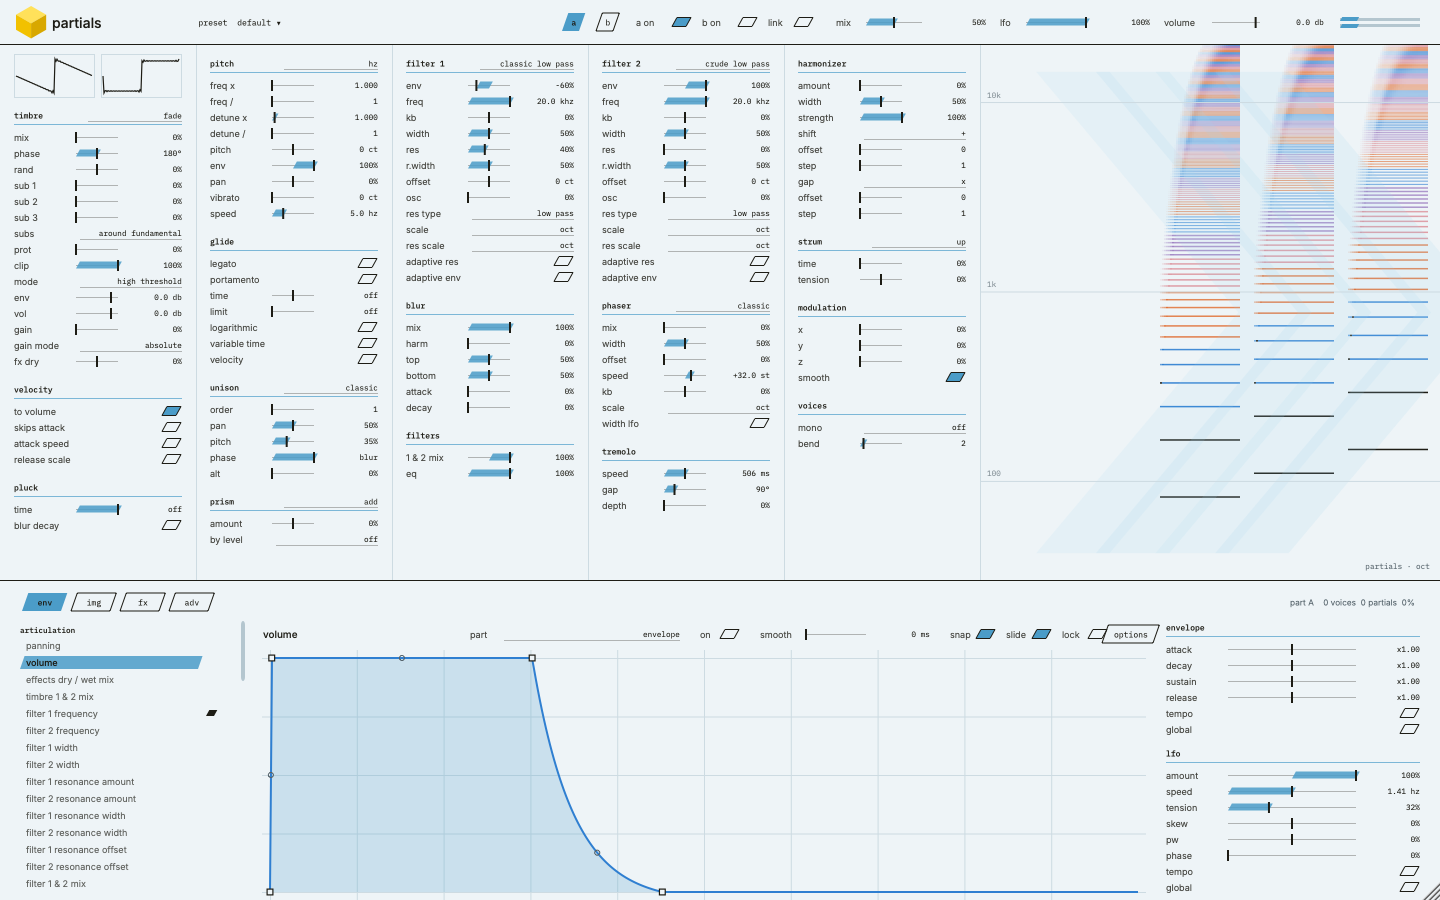 partials
preset default ▾
a b a on b on link mix 50% lfo 100% volume 0.0 db
timbre fade
mix 0%
phase 180°
rand 0%
sub 1 0%
sub 2 0%
sub 3 0%
subs around fundamental
prot 0%
clip 100%
mode high threshold
env 0.0 db
vol 0.0 db
gain 0%
gain mode absolute
fx dry 0%
velocity
to volume
skips attack
attack speed
release scale
pluck
time off
blur decay
pitch hz
freq x 1.000
freq / 1
detune x 1.000
detune / 1
pitch 0 ct
env 100%
pan 0%
vibrato 0 ct
speed 5.0 hz
glide
legato
portamento
time off
limit off
logarithmic
variable time
velocity
unison classic
order 1
pan 50%
pitch 35%
phase blur
alt 0%
prism add
amount 0%
by level off
filter 1 classic low pass
env -60%
freq 20.0 khz
kb 0%
width 50%
res 40%
r.width 50%
offset 0 ct
osc 0%
res type low pass
scale oct
res scale oct
adaptive res
adaptive env
blur
mix 100%
harm 0%
top 50%
bottom 50%
attack 0%
decay 0%
filters
1 & 2 mix 100%
eq 100%
filter 2 crude low pass
env 100%
freq 20.0 khz
kb 0%
width 50%
res 0%
r.width 50%
offset 0 ct
osc 0%
res type low pass
scale oct
res scale oct
adaptive res
adaptive env
phaser classic
mix 0%
width 50%
offset 0%
speed +32.0 st
kb 0%
scale oct
width lfo
tremolo
speed 506 ms
gap 90°
depth 0%
harmonizer
amount 0%
width 50%
strength 100%
shift +
offset 0
step 1
gap x
offset 0
step 1
strum up
time 0%
tension 0%
modulation
x 0%
y 0%
z 0%
smooth
voices
mono off
bend 2
10k
1k
100
partials · oct
env img fx adv
part A 0 voices 0 partials 0%
articulation
panning
volume
effects dry / wet mix
timbre 1 & 2 mix
filter 1 frequency
filter 2 frequency
filter 1 width
filter 2 width
filter 1 resonance amount
filter 2 resonance amount
filter 1 resonance width
filter 2 resonance width
filter 1 resonance offset
filter 2 resonance offset
filter 1 & 2 mix
volume part envelope on smooth 0 ms snap slide lock options
envelope
attack x1.00
decay x1.00
sustain x1.00
release x1.00
tempo
global
lfo
amount 100%
speed 1.41 hz
tension 32%
skew 0%
pw 0%
phase 0%
tempo
global